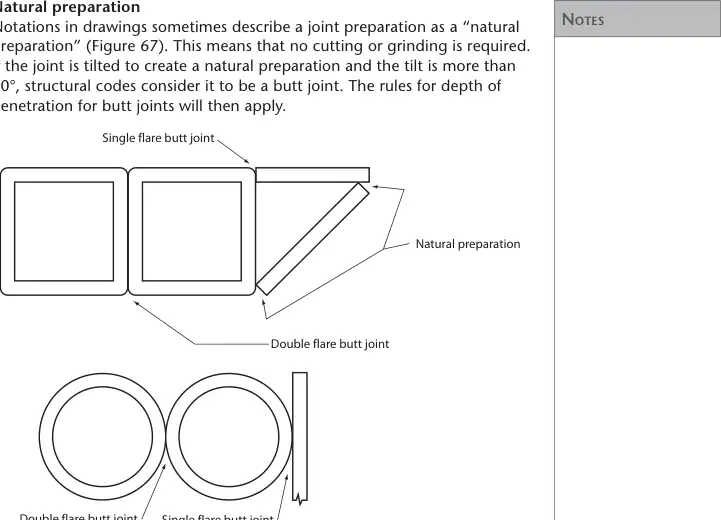 Natural preparation
Notations in drawings sometimes describe a joint preparation as a “natural
preparation” (Figure 67). This means that no cutting or grinding is required.
the joint is tilted to create a natural preparation and the tilt is more than
0°, structural codes consider it to be a butt joint. The rules for depth of
enetration for butt joints will then apply.
NOTES
Single flare butt joint
Natural preparation
Double flare butt joint
Double flare butt joint
Single flare butt joint